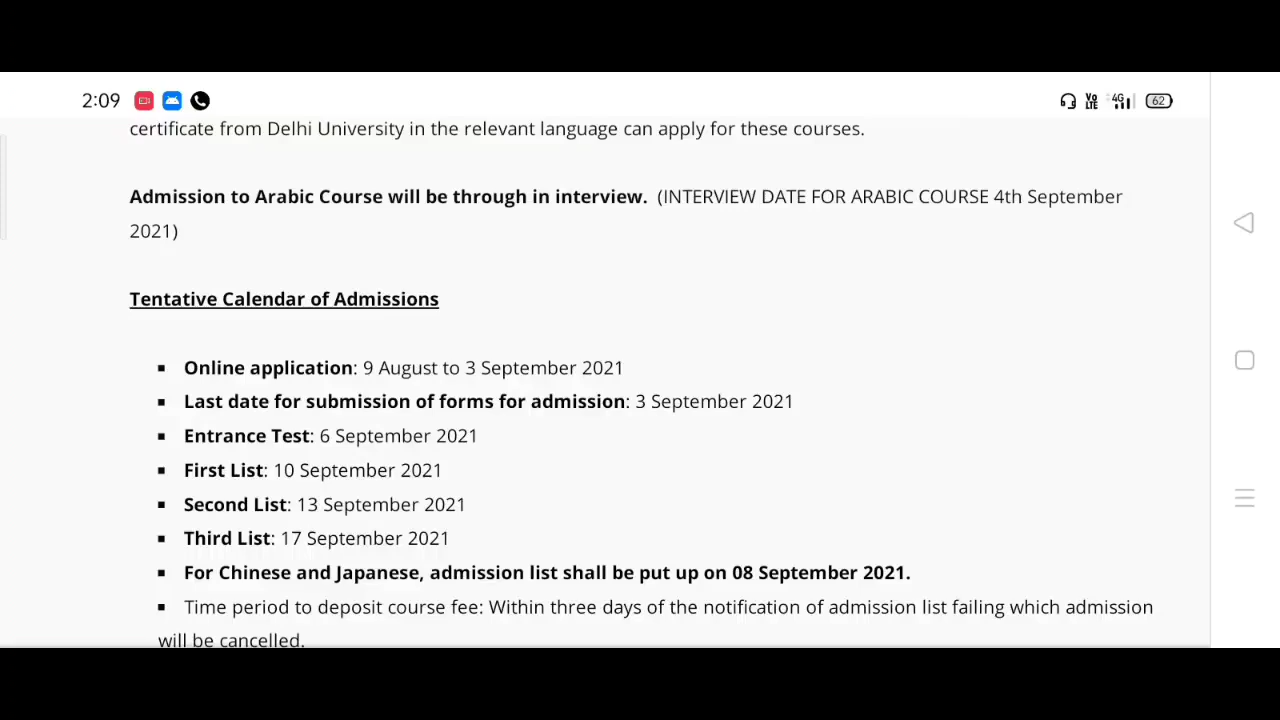 2:09
Vo LTE 4G 62
certificate from Delhi University in the relevant language can apply for these courses.
Admission to Arabic Course will be through in interview. (INTERVIEW DATE FOR ARABIC COURSE 4th September
2021)
Tentative Calendar of Admissions
▪ Online application: 9 August to 3 September 2021
▪ Last date for submission of forms for admission: 3 September 2021
▪ Entrance Test: 6 September 2021
▪ First List: 10 September 2021
▪ Second List: 13 September 2021
▪ Third List: 17 September 2021
▪ For Chinese and Japanese, admission list shall be put up on 08 September 2021.
▪ Time period to deposit course fee: Within three days of the notification of admission list failing which admission
will be cancelled.